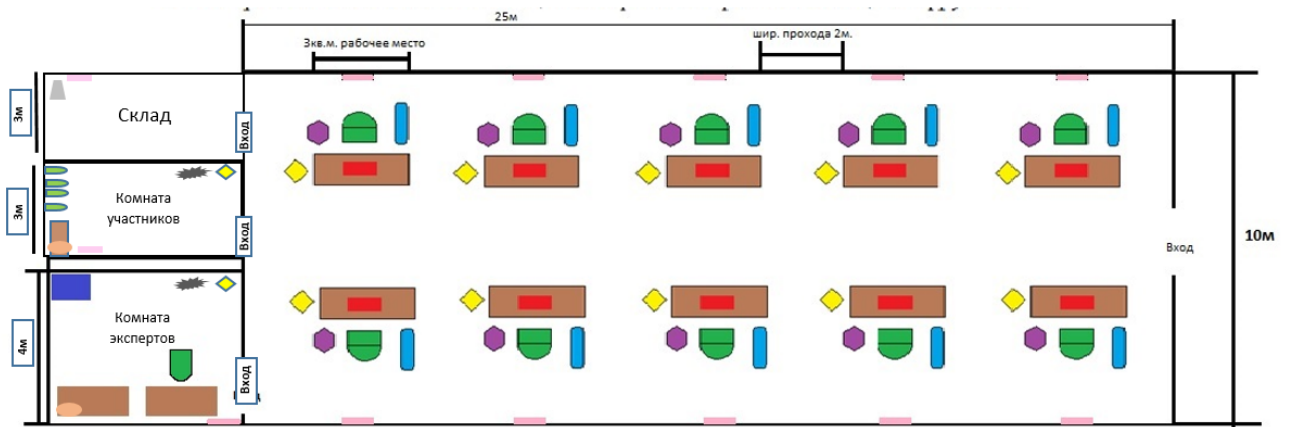 25м
3кв.м. рабочее место
шир. прохода 2м.
3м
Склад
Вход
3м
Комната
участников
Вход
Вход
10м
4м
Комната
экспертов
Вход